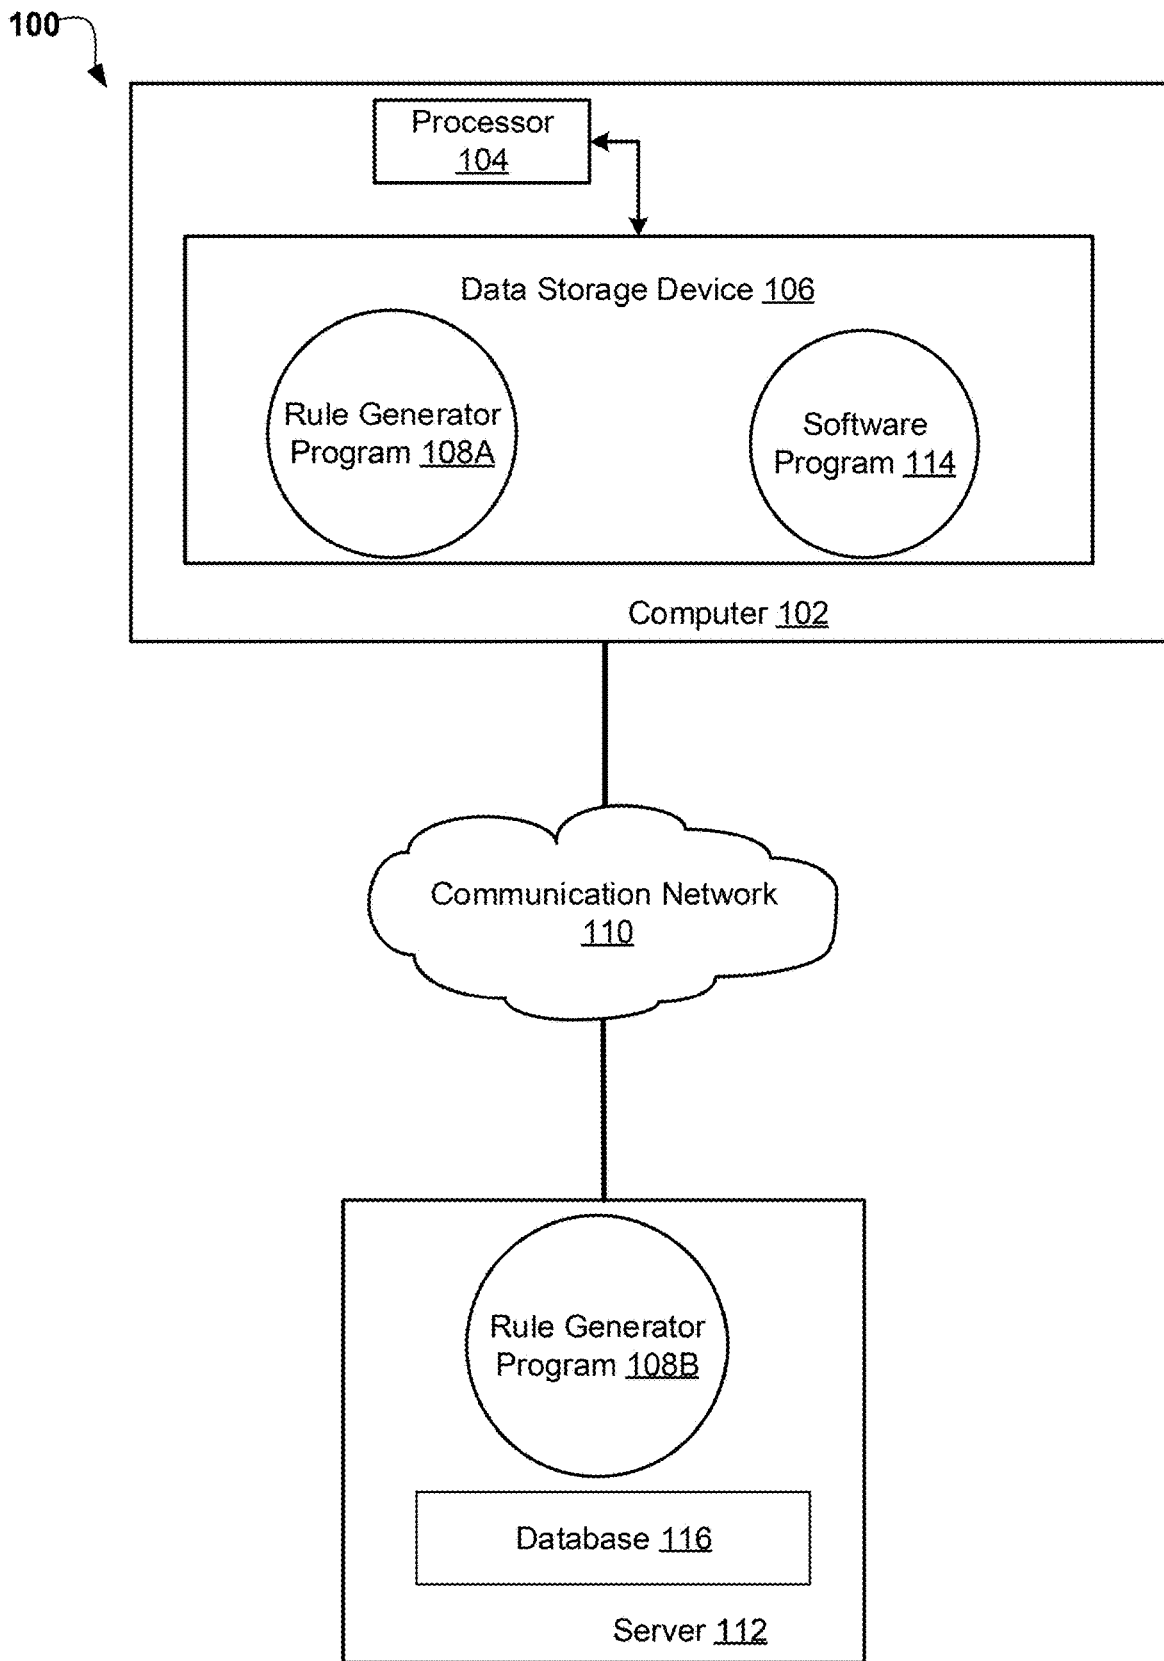 100
Processor
104
Data Storage Device 106
Rule Generator
Program 108A
Software
Program 114
Computer 102
Communication Network
110
Rule Generator
Program 108B
Database 116
Server 112